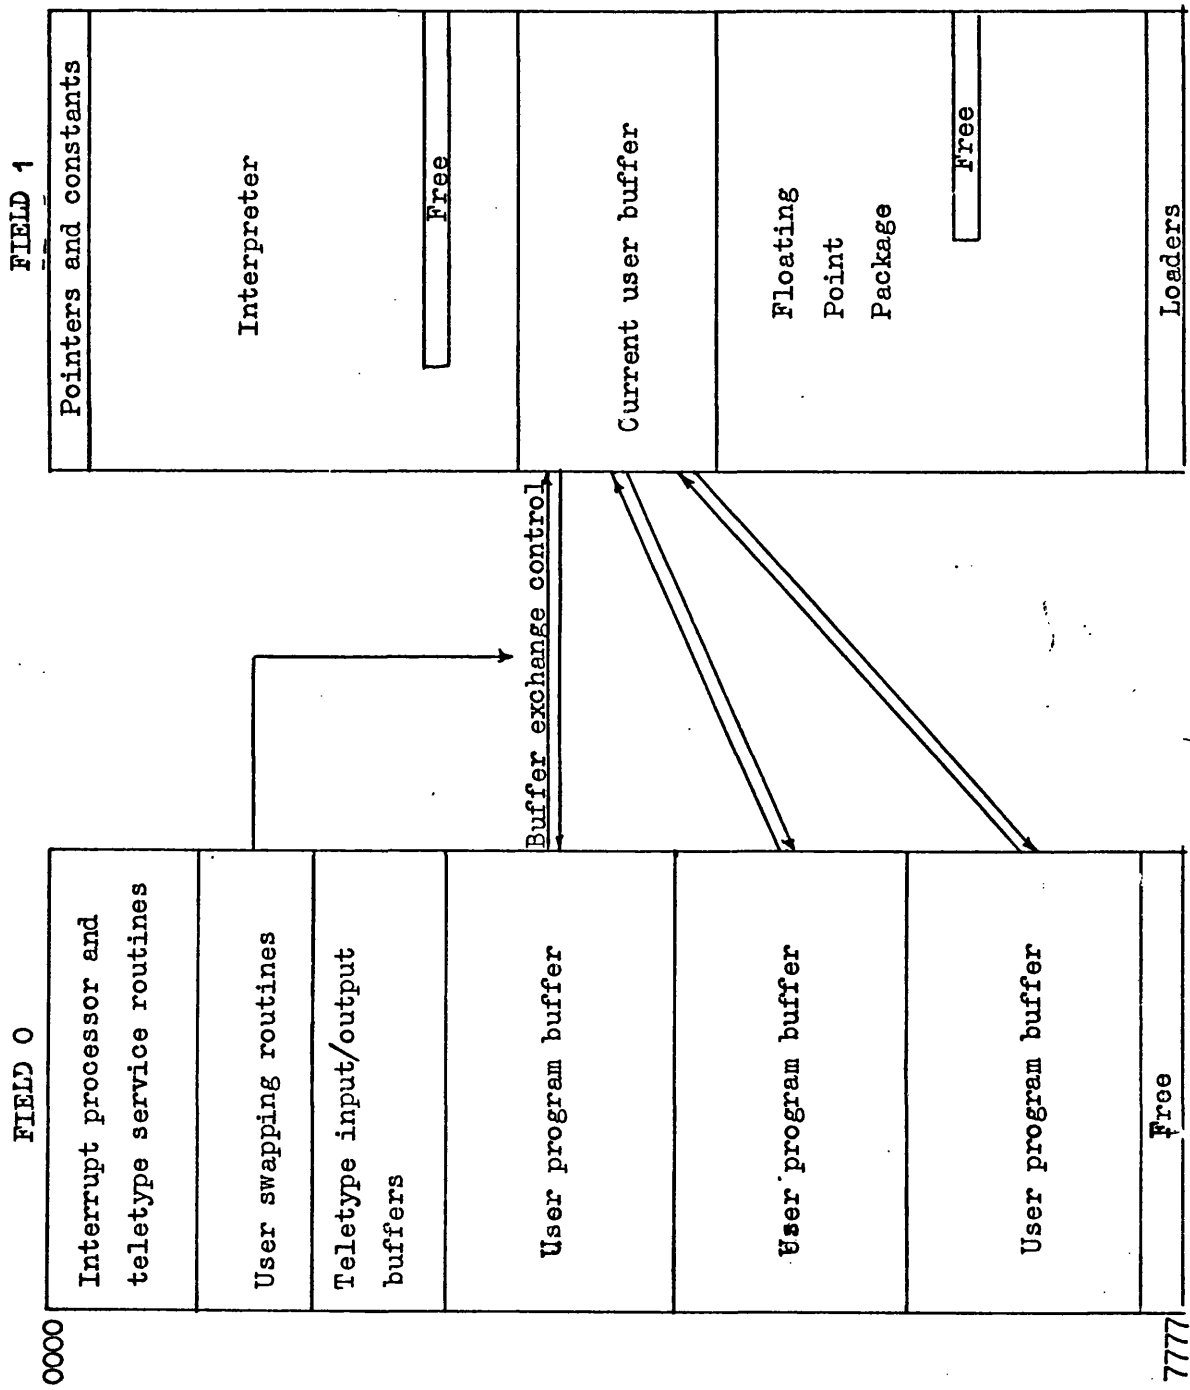 FIELD 0
0000
Interrupt processor and
teletype service routines
User swapping routines
Teletype input/output
buffers
User program buffer
User program buffer
User program buffer
Free
7777
Buffer exchange control
FIELD 1
Pointers and constants
Interpreter
Free
Current user buffer
Floating
Point
Package
Free
Loaders